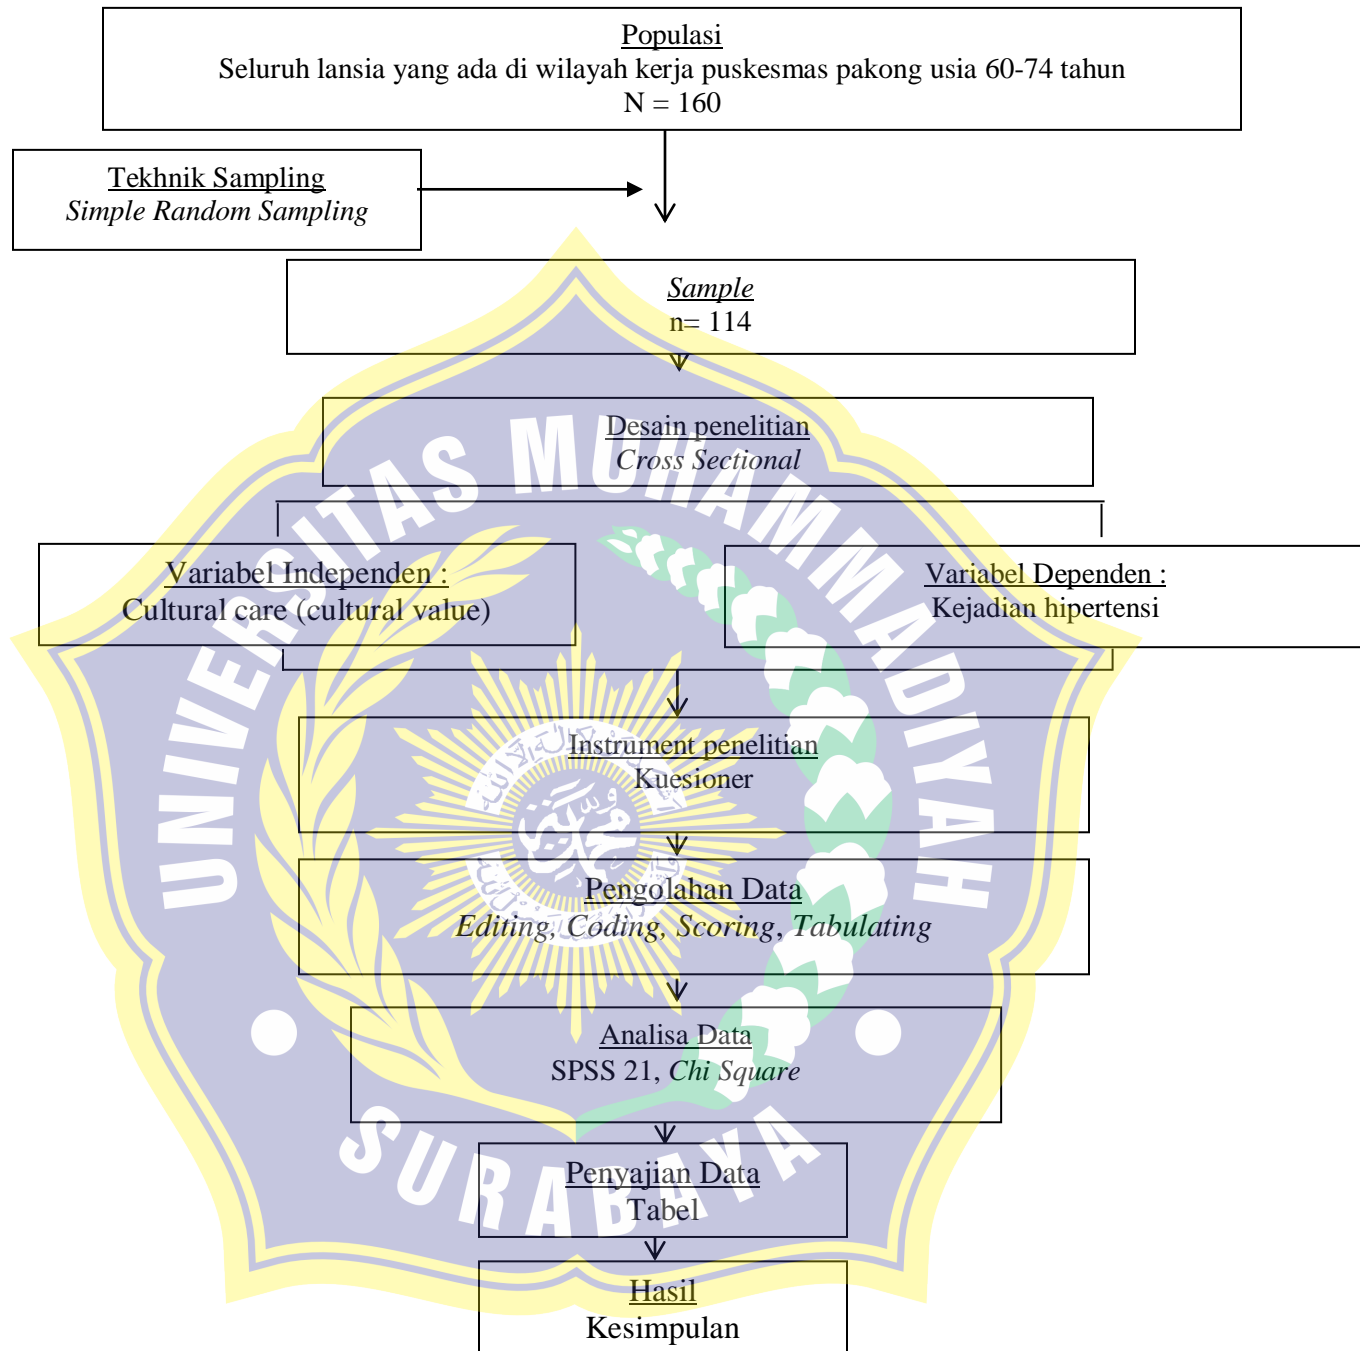 Populasi
Seluruh lansia yang ada di wilayah kerja puskesmas pakong usia 60-74 tahun
N = 160
Tekhnik Sampling
Simple Random Sampling
Sample
n= 114
Desain penelitian
Cross Sectional
UNIVERSITAS MUHAMMADIYAH
Variabel Independen :
Cultural care (cultural value)
Variabel Dependen :
Kejadian hipertensi
Instrument penelitian
Kuesioner
Pengolahan Data
Editing, Coding, Scoring, Tabulating
Analisa Data
SPSS 21, Chi Square
SURABAYA
Penyajian Data
Tabel
Hasil
Kesimpulan